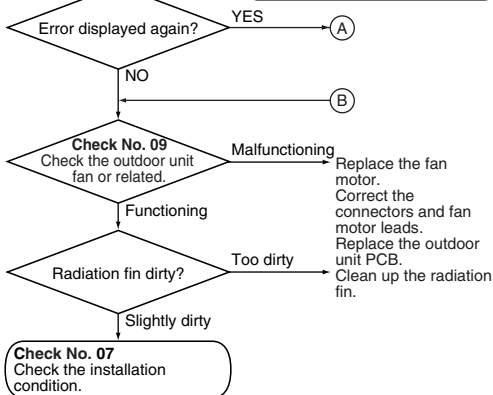 YES
Error displayed again?
A
NO
B
Check No. 09
Check the outdoor unit
fan or related.
Malfunctioning
Replace the fan
motor.
Correct the
connectors and fan
motor leads.
Replace the outdoor
unit PCB.
Clean up the radiation
fin.
Functioning
Too dirty
Radiation fin dirty?
Slightly dirty
Check No. 07
Check the installation
condition.